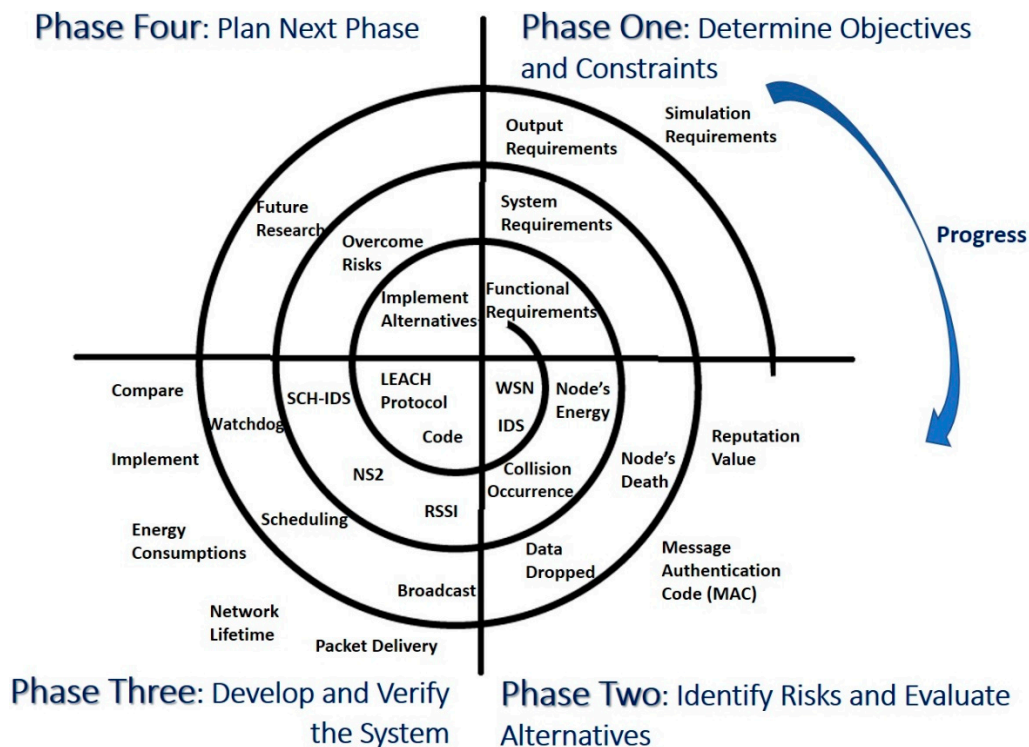 Phase Four: Plan Next Phase
Phase One: Determine Objectives
and Constraints
Simulation
Requirements
Output
Requirements
System
Requirements
Functional
Requirements
Progress
Future
Research
Overcome
Risks
Implement
Alternatives
Compare
Implement
Energy
Consumptions
Network
Lifetime
Packet Delivery
Watchdog
Scheduling
Broadcast
SCH-IDS
NS2
RSSI
LEACH
Protocol
Code
WSN
IDS
Node's
Energy
Collision
Occurrence
Node's
Death
Data
Dropped
Reputation
Value
Message
Authentication
Code (MAC)
Phase Three: Develop and Verify
the System
Phase Two: Identify Risks and Evaluate
Alternatives